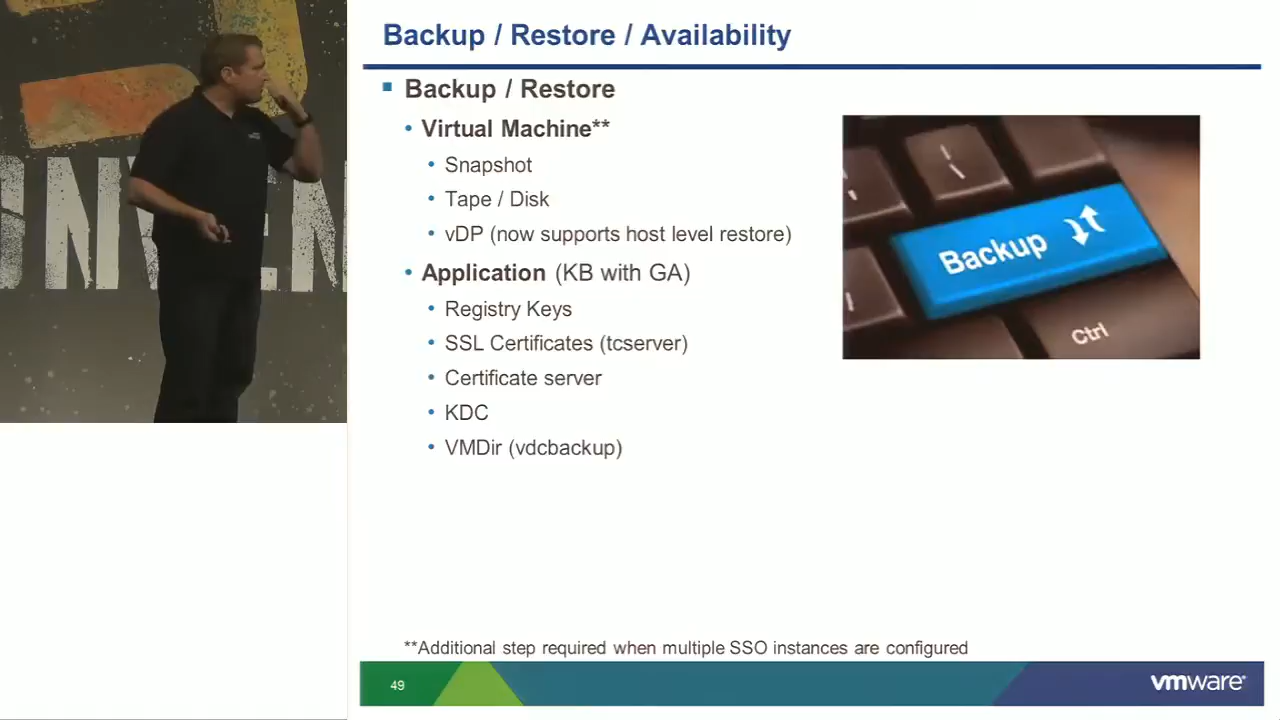 Backup / Restore / Availability
Backup / Restore
Virtual Machine**
Snapshot
Tape / Disk
vDP (now supports host level restore)
Application (KB with GA)
Registry Keys
SSL Certificates (tcserver)
Certificate server
KDC
VMDir (vdcbackup)
Backup
Ctrl
**Additional step required when multiple SSO instances are configured
49
vmware